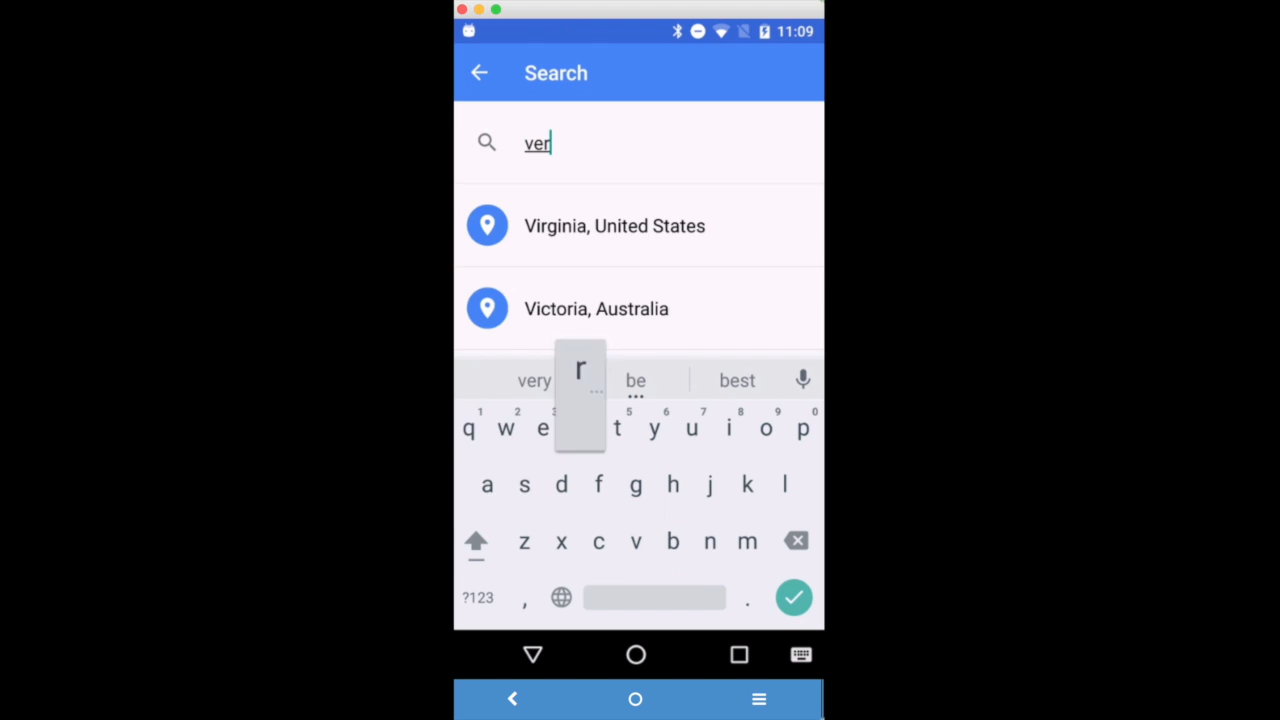 11:09
Search
ver
Virginia, United States
Victoria, Australia
r
...
very be best
1 2 3 5 6 7 8 9 0
q w e t y u i o p
a s d f g h j k l
z x c v b n m
?123 , .